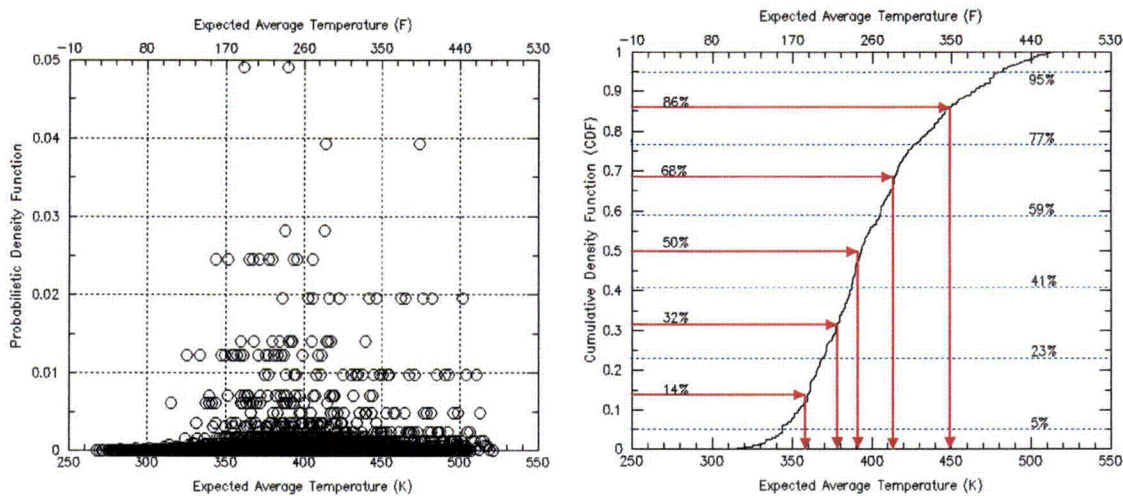 Expected Average Temperature (F)
-10 80 170 260 350 440 530
0.05
0.04
0.03
0.02
0.01
0
Probabilistic Density Function
250 300 350 400 450 500 550
Expected Average Temperature (K)
Expected Average Temperature (F)
-10 80 170 260 350 440 530
1
0.9
0.8
0.7
0.6
0.5
0.4
0.3
0.2
0.1
0
Cumulative Density Function (CDF)
95%
86%
77%
68%
59%
50%
41%
32%
23%
14%
5%
250 300 350 400 450 500 550
Expected Average Temperature (K)